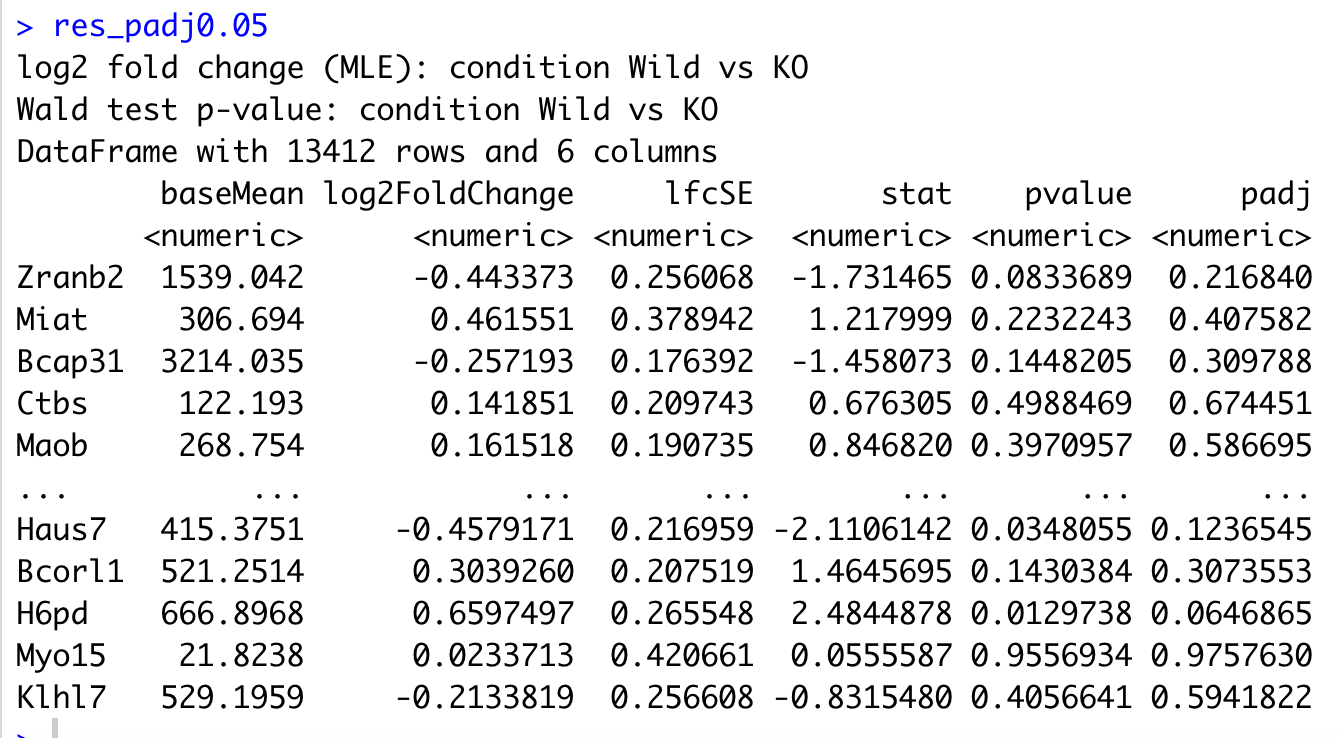 > res_padj0.05
log2 fold change (MLE): condition Wild vs KO
Wald test p-value: condition Wild vs KO
DataFrame with 13412 rows and 6 columns
baseMean log2FoldChange lfcSE stat pvalue padj
<numeric> <numeric> <numeric> <numeric> <numeric> <numeric>
Zranb2 1539.042 -0.443373 0.256068 -1.731465 0.0833689 0.216840
Miat 306.694 0.461551 0.378942 1.217999 0.2232243 0.407582
Bcap31 3214.035 -0.257193 0.176392 -1.458073 0.1448205 0.309788
Ctbs 122.193 0.141851 0.209743 0.676305 0.4988469 0.674451
Maob 268.754 0.161518 0.190735 0.846820 0.3970957 0.586695
... ... ... ... ... ... ...
Haus7 415.3751 -0.4579171 0.216959 -2.1106142 0.0348055 0.1236545
Bcorl1 521.2514 0.3039260 0.207519 1.4645695 0.1430384 0.3073553
H6pd 666.8968 0.6597497 0.265548 2.4844878 0.0129738 0.0646865
Myo15 21.8238 0.0233713 0.420661 0.0555587 0.9556934 0.9757630
Klhl7 529.1959 -0.2133819 0.256608 -0.8315480 0.4056641 0.5941822
>